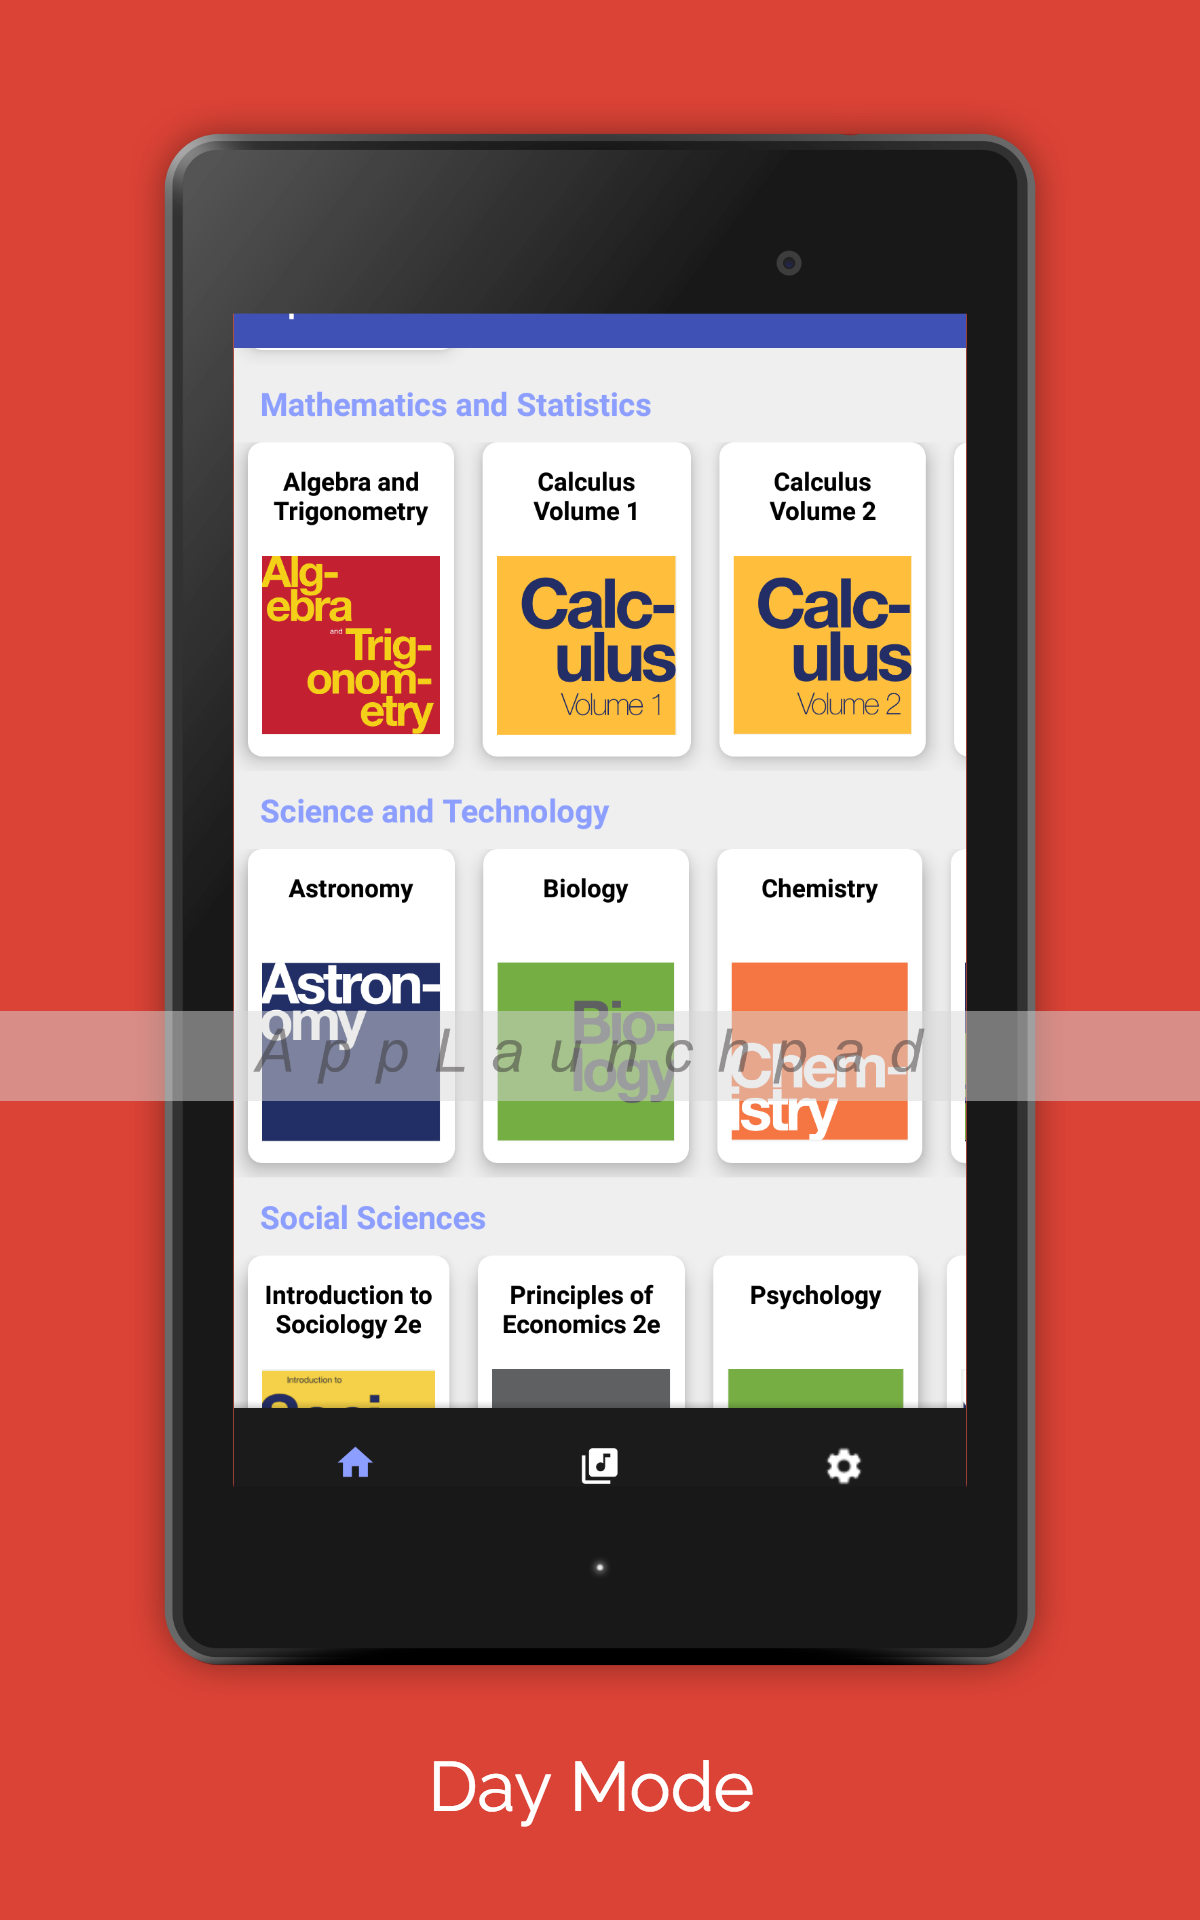 Mathematics and Statistics
Algebra and
Trigonometry
Calculus
Volume 1
Calculus
Volume 2
Alg-
ebra
and Trig-
onom-
etry
Calc-
ulus
Volume 1
Calc-
ulus
Volume 2
Science and Technology
Astronomy
Biology
Chemistry
Astron-
omy
Bio-
logy
Chem-
istry
AppLaunchpad
Social Sciences
Introduction to
Sociology 2e
Principles of
Economics 2e
Psychology
Introduction to
Day Mode